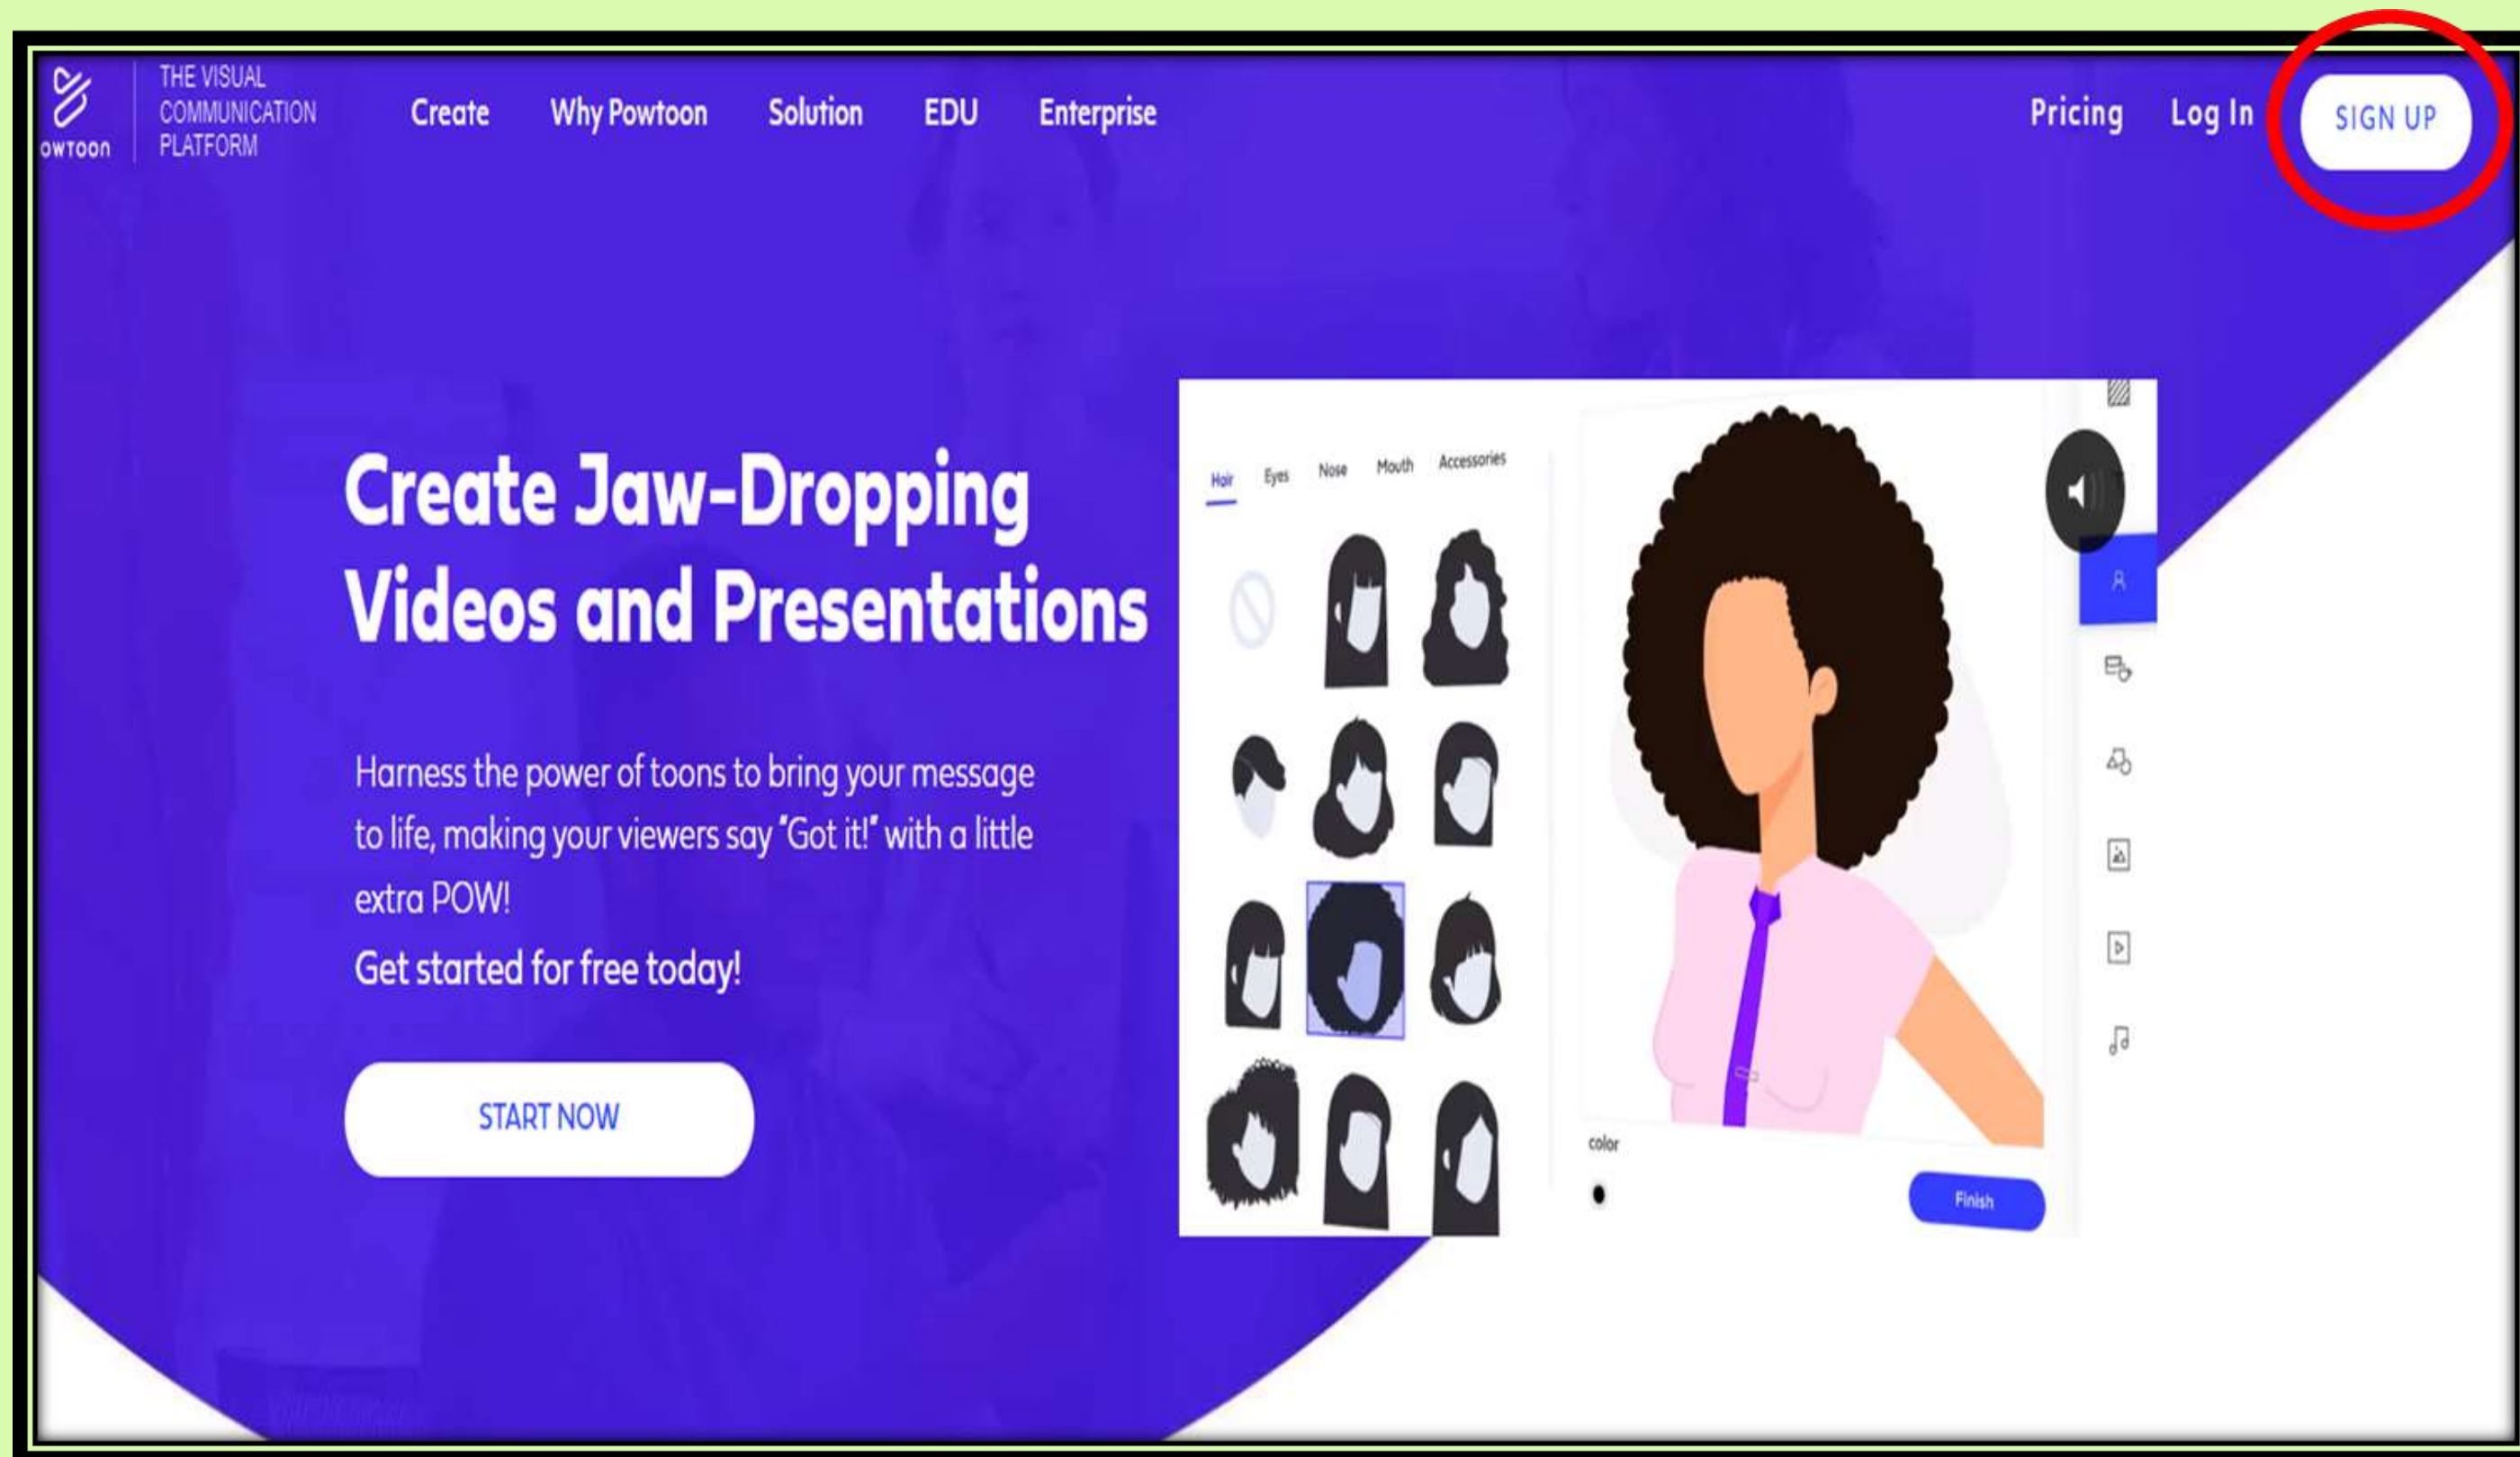 THE VISUAL
COMMUNICATION
PLATFORM
owtoon
Create Why Powtoon Solution EDU Enterprise
Pricing Log In SIGN UP
Create Jaw-Dropping
Videos and Presentations
Harness the power of toons to bring your message
to life, making your viewers say "Got it!" with a little
extra POW!
Get started for free today!
START NOW
Hair Eyes Nose Mouth Accessories
color
Finish